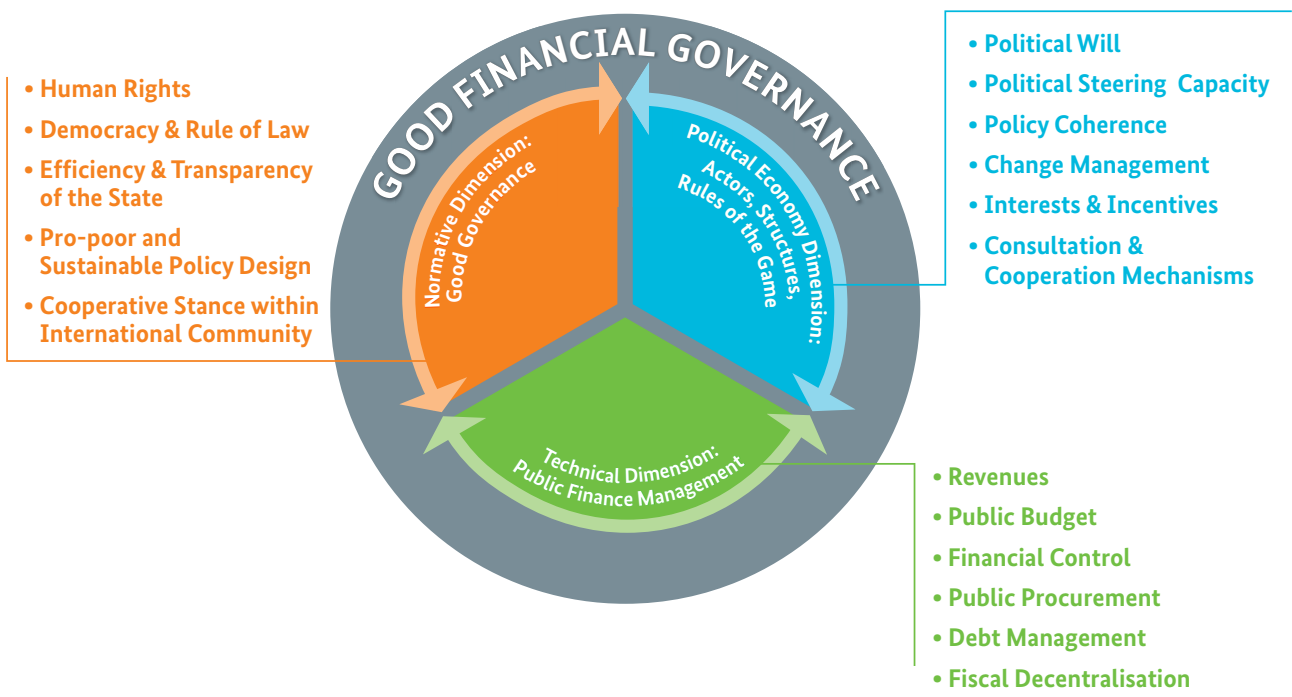 GOOD FINANCIAL GOVERNANCE
• Human Rights
• Democracy & Rule of Law
• Efficiency & Transparency
of the State
• Pro-poor and
Sustainable Policy Design
• Cooperative Stance within
International Community
Normative Dimension:
Good Governance
Political Economy Dimension:
Actors, Structures,
Rules of the Game
• Political Will
• Political Steering Capacity
• Policy Coherence
• Change Management
• Interests & Incentives
• Consultation &
Cooperation Mechanisms
Technical Dimension:
Public Finance Management
• Revenues
• Public Budget
• Financial Control
• Public Procurement
• Debt Management
• Fiscal Decentralisation